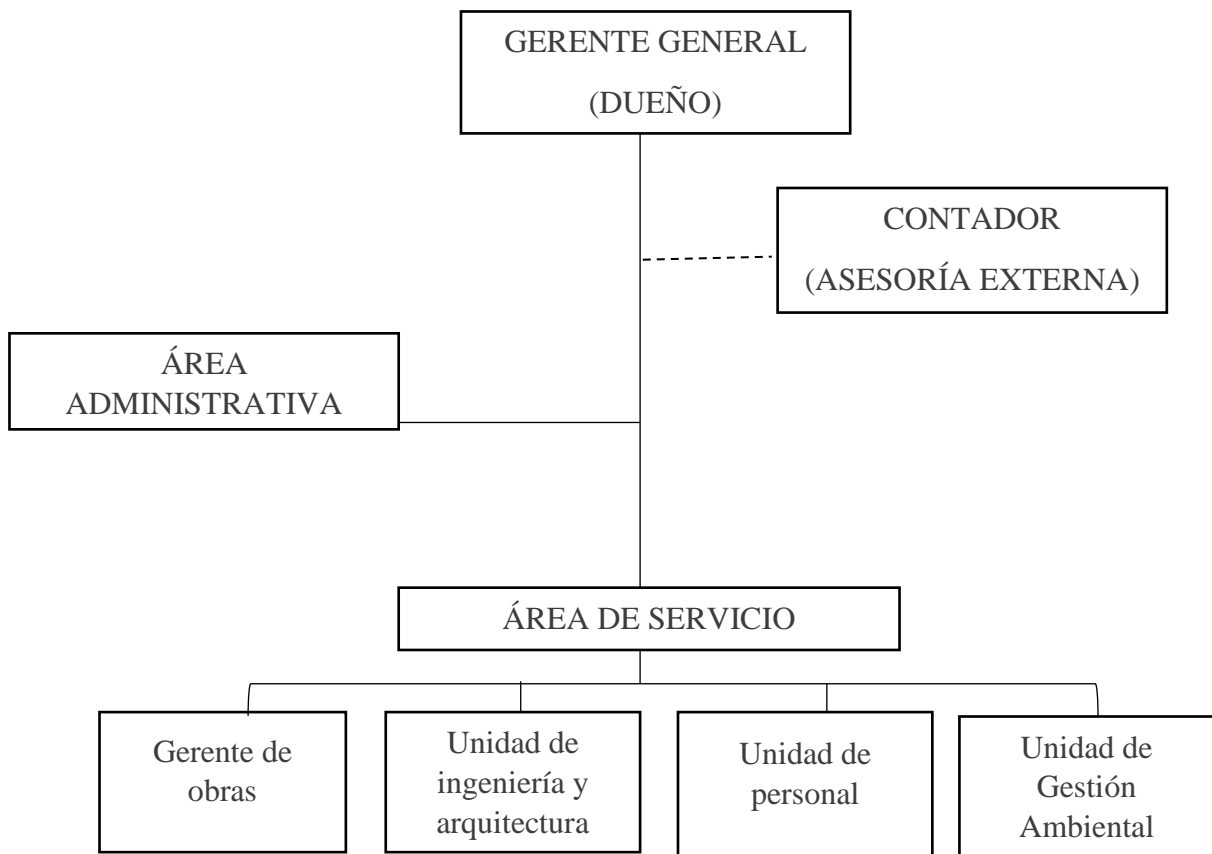 GERENTE GENERAL
(DUEÑO)
CONTADOR
(ASESORÍA EXTERNA)
ÁREA
ADMINISTRATIVA
ÁREA DE SERVICIO
Gerente de
obras
Unidad de
ingeniería y
arquitectura
Unidad de
personal
Unidad de
Gestión
Ambiental